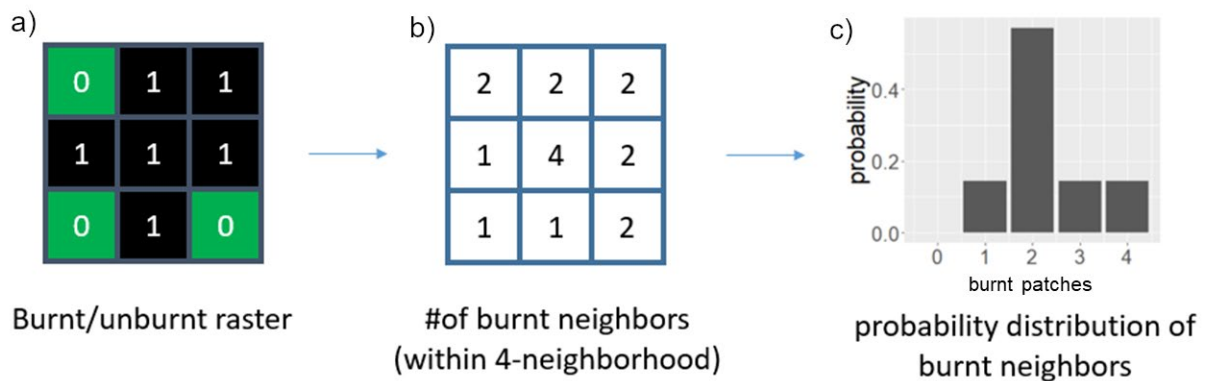 a)
0 1 1
1 1 1
0 1 0
Burnt/unburnt raster
b)
2 2 2
1 4 2
1 1 2
#of burnt neighbors
(within 4-neighborhood)
c)
probability
0.4
0.2
0.0
0 1 2 3 4
burnt patches
probability distribution of
burnt neighbors